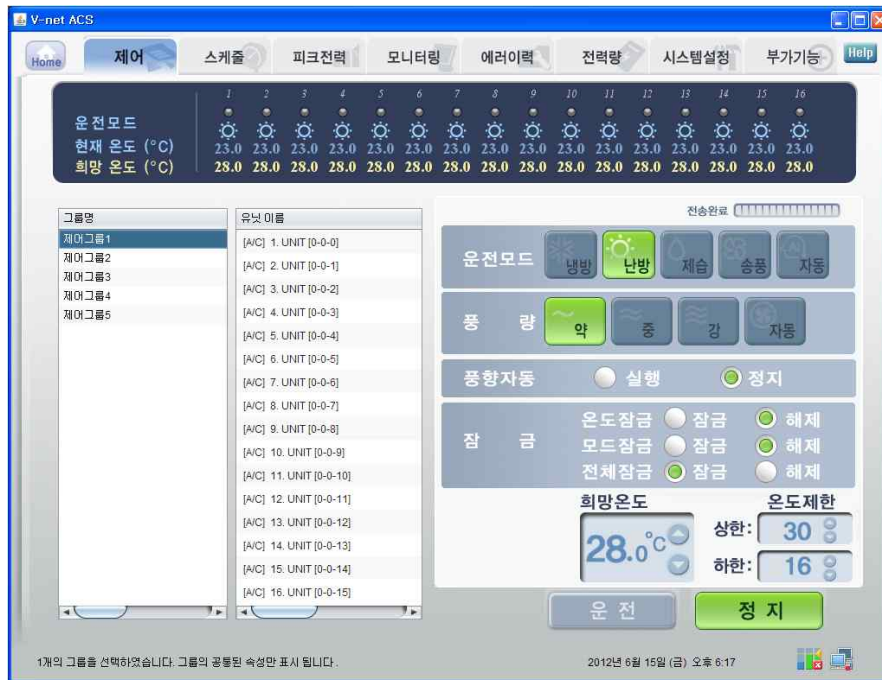 V-net ACS
Home 제어 스케줄 피크전력 모니터링 에러이력 전력량 시스템설정 부가기능 Help
1 2 3 4 5 6 7 8 9 10 11 12 13 14 15 16
운전모드
현재 온도 (°C) 23.0 23.0 23.0 23.0 23.0 23.0 23.0 23.0 23.0 23.0 23.0 23.0 23.0 23.0 23.0 23.0
희망 온도 (°C) 28.0 28.0 28.0 28.0 28.0 28.0 28.0 28.0 28.0 28.0 28.0 28.0 28.0 28.0 28.0 28.0
그룹명
제어그룹1
제어그룹2
제어그룹3
제어그룹4
제어그룹5
유닛 이름
[A/C] 1. UNIT [0-0-0]
[A/C] 2. UNIT [0-0-1]
[A/C] 3. UNIT [0-0-2]
[A/C] 4. UNIT [0-0-3]
[A/C] 5. UNIT [0-0-4]
[A/C] 6. UNIT [0-0-5]
[A/C] 7. UNIT [0-0-6]
[A/C] 8. UNIT [0-0-7]
[A/C] 9. UNIT [0-0-8]
[A/C] 10. UNIT [0-0-9]
[A/C] 11. UNIT [0-0-10]
[A/C] 12. UNIT [0-0-11]
[A/C] 13. UNIT [0-0-12]
[A/C] 14. UNIT [0-0-13]
[A/C] 15. UNIT [0-0-14]
[A/C] 16. UNIT [0-0-15]
전송완료
운전모드 냉방 난방 제습 송풍 자동
풍 량 약 중 강 자동
풍향자동 실행 정지
잠 금
온도잠금 잠금 해제
모드잠금 잠금 해제
전체잠금 잠금 해제
희망온도 온도제한
28.0°C
상한: 30
하한: 16
운 전 정 지
1개의 그룹을 선택하였습니다. 그룹의 공통된 속성만 표시 됩니다.
2012년 6월 15일 (금) 오후 6:17